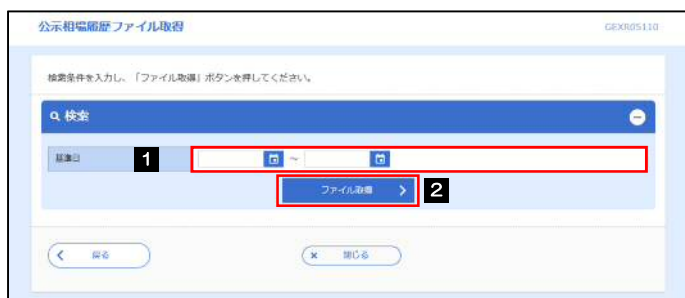 公示相場履歴ファイル取得
GEXR05110
検索条件を入力し、「ファイル取得」ボタンを押してください。
検索
基準日 1 ～
ファイル取得 2
戻る 閉じる